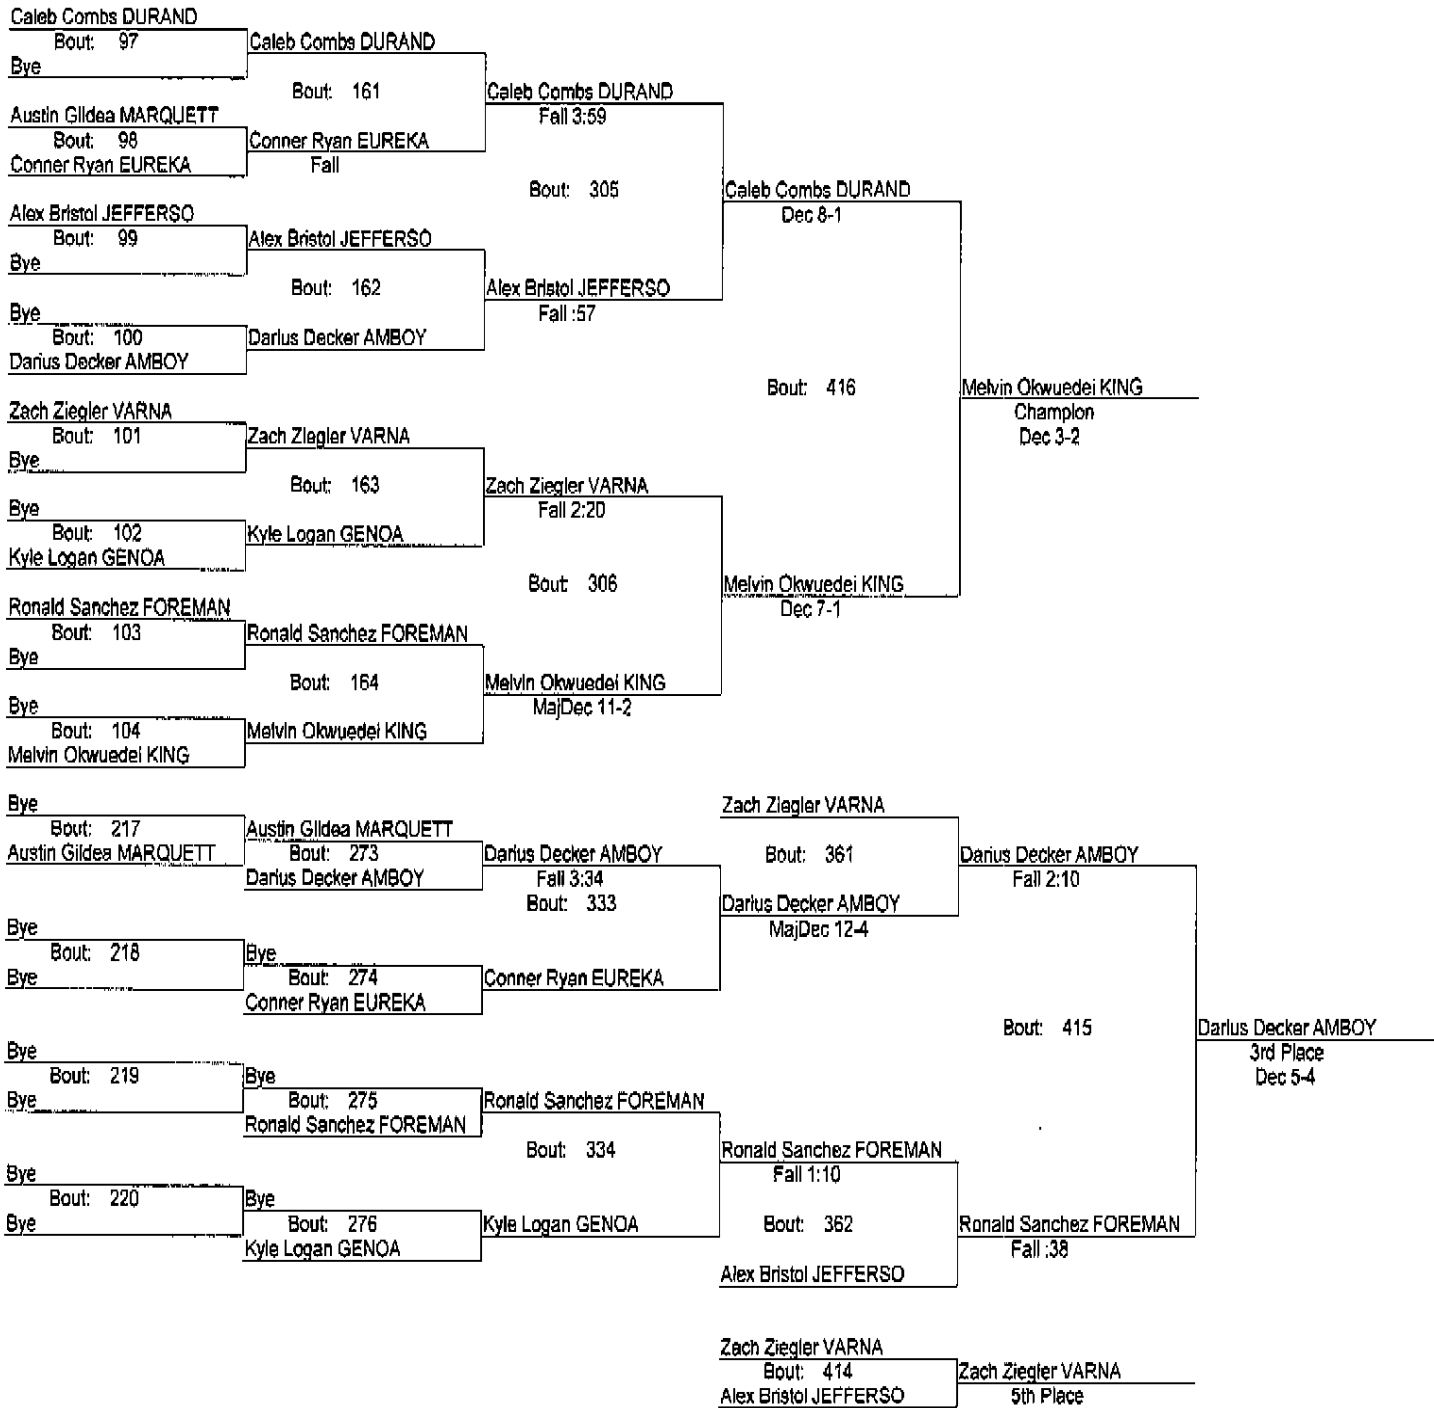 Caleb Combs DURAND
Bout: 97
Bye
Caleb Combs DURAND
Bout: 161
Austin Gildea MARQUETT
Bout: 98
Conner Ryan EUREKA
Conner Ryan EUREKA
Fall
Caleb Combs DURAND
Fall 3:59
Bout: 305
Alex Bristol JEFFERSO
Bout: 99
Bye
Alex Bristol JEFFERSO
Bout: 162
Bye
Bout: 100
Darius Decker AMBOY
Darius Decker AMBOY
Alex Bristol JEFFERSO
Fall :57
Caleb Combs DURAND
Dec 8-1
Bout: 416
Melvin Okwuedei KING
Champion
Dec 3-2
Zach Ziegler VARNA
Bout: 101
Bye
Zach Ziegler VARNA
Bout: 163
Bye
Bout: 102
Kyle Logan GENOA
Kyle Logan GENOA
Zach Ziegler VARNA
Fall 2:20
Bout: 306
Melvin Okwuedei KING
Dec 7-1
Ronald Sanchez FOREMAN
Bout: 103
Bye
Ronald Sanchez FOREMAN
Bout: 164
Bye
Bout: 104
Melvin Okwuedei KING
Melvin Okwuedei KING
Melvin Okwuedei KING
MajDec 11-2
Bye
Bout: 217
Austin Gildea MARQUETT
Austin Gildea MARQUETT
Bout: 273
Darius Decker AMBOY
Darius Decker AMBOY
Fall 3:34
Bout: 333
Bye
Bout: 218
Bye
Bye
Bout: 274
Conner Ryan EUREKA
Conner Ryan EUREKA
Zach Ziegler VARNA
Bout: 361
Darius Decker AMBOY
MajDec 12-4
Darius Decker AMBOY
Fall 2:10
Bout: 415
Darius Decker AMBOY
3rd Place
Dec 5-4
Bye
Bout: 219
Bye
Bye
Bout: 275
Ronald Sanchez FOREMAN
Ronald Sanchez FOREMAN
Bout: 334
Bye
Bout: 220
Bye
Bye
Bout: 276
Kyle Logan GENOA
Kyle Logan GENOA
Ronald Sanchez FOREMAN
Fall 1:10
Bout: 362
Alex Bristol JEFFERSO
Ronald Sanchez FOREMAN
Fall :38
Zach Ziegler VARNA
Bout: 414
Alex Bristol JEFFERSO
Zach Ziegler VARNA
5th Place